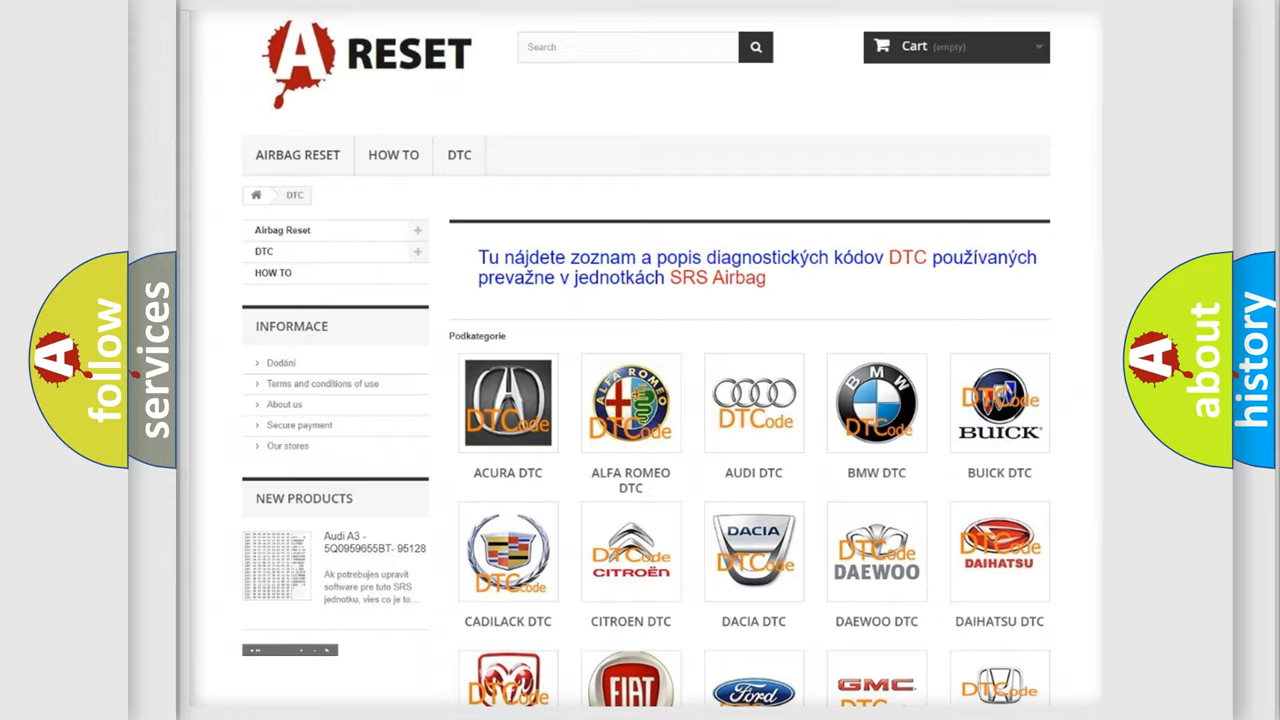 A RESET
Search
Cart (empty)
AIRBAG RESET
HOW TO
DTC
DTC
Airbag Reset
DTC
HOW TO
Tu nájdete zoznam a popis diagnostických kódov DTC používaných
prevažne v jednotkách SRS Airbag
INFORMACE
Dodání
Terms and conditions of use
About us
Secure payment
Our stores
Podkategorie
DTCode
ALFA ROMEO
DTCode
DTCode
BMW
DTCode
DTCode
BUICK
ACURA DTC
ALFA ROMEO
DTC
AUDI DTC
BMW DTC
BUICK DTC
NEW PRODUCTS
Audi A3 -
5Q0959655BT- 95128
Ak potrebujes upravit
software pre tuto SRS
jednotku, vies co je to...
DTCode
DTCode
CITROËN
DACIA
DTCode
DTCode
DAEWOO
DTCode
DAIHATSU
CADILACK DTC
CITROEN DTC
DACIA DTC
DAEWOO DTC
DAIHATSU DTC
DTCode
FIAT
Ford
GMC
DTCode
A follow
services
A about
history